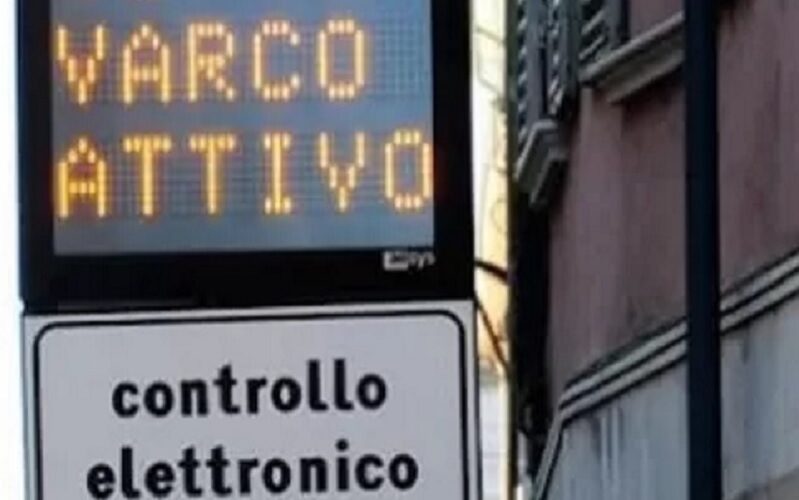 VARCO
ATTIVO
controllo
elettronico